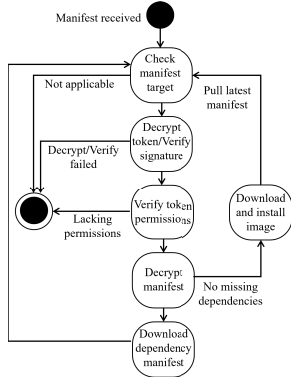 Manifest received
Check
manifest
target
Not applicable
Pull latest
manifest
Decrypt
token/Verify
signature
Decrypt/Verify
failed
Verify token
permissions
Lacking
permissions
Download
and install
image
Decrypt
manifest
No missing
dependencies
Download
dependency
manifest